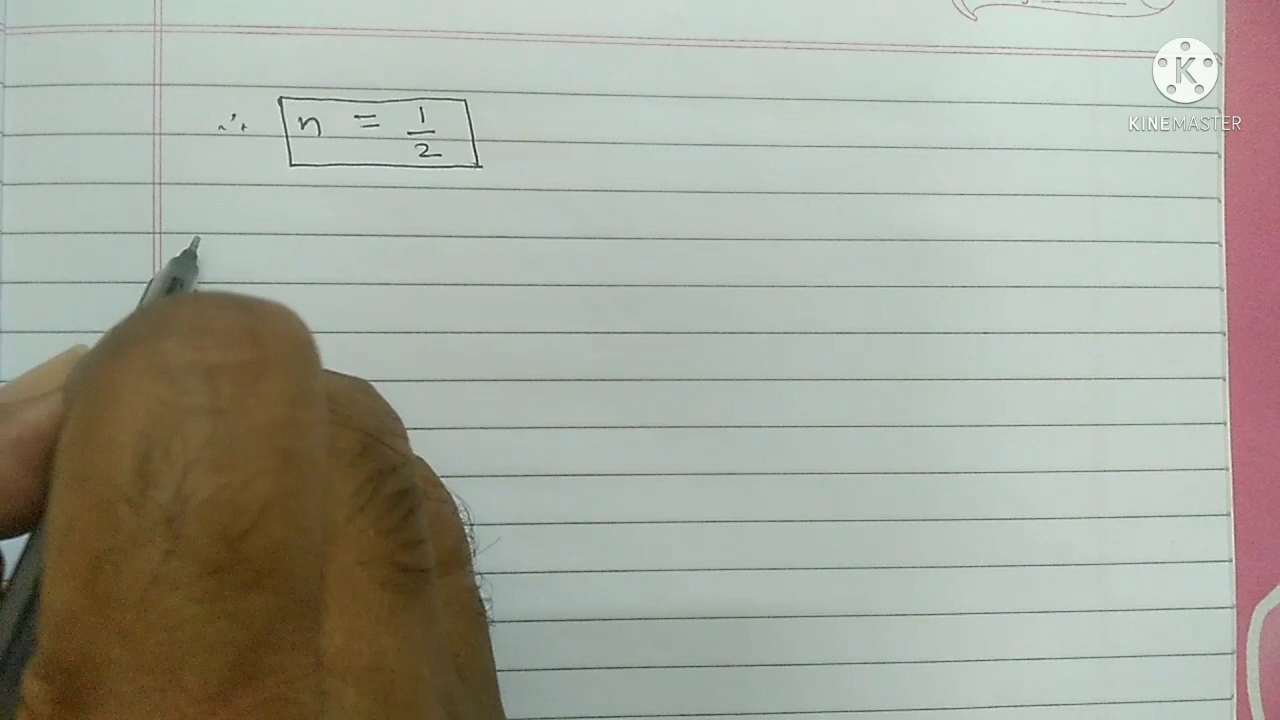 ∴ n = 1/2
K
KINEMASTER